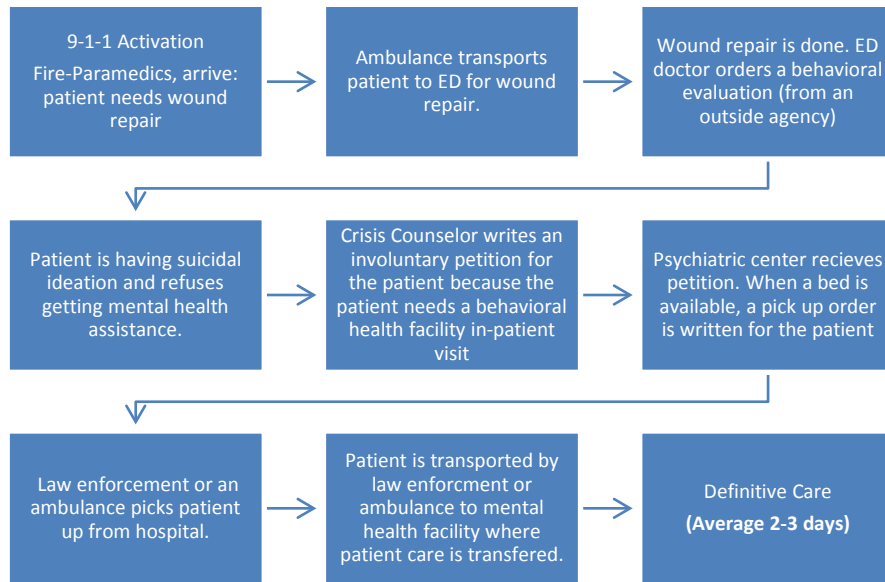 9-1-1 Activation
Fire-Paramedics, arrive:
patient needs wound
repair
Ambulance transports
patient to ED for wound
repair.
Wound repair is done. ED
doctor orders a behavioral
evaluation (from an
outside agency)
Patient is having suicidal
ideation and refuses
getting mental health
assistance.
Crisis Counselor writes an
involuntary petition for
the patient because the
patient needs a behavioral
health facility in-patient
visit
Psychiatric center recieves
petition. When a bed is
available, a pick up order
is written for the patient
Law enforcement or an
ambulance picks patient
up from hospital.
Patient is transported by
law enforcment or
ambulance to mental
health facility where
patient care is transfered.
Definitive Care
(Average 2-3 days)